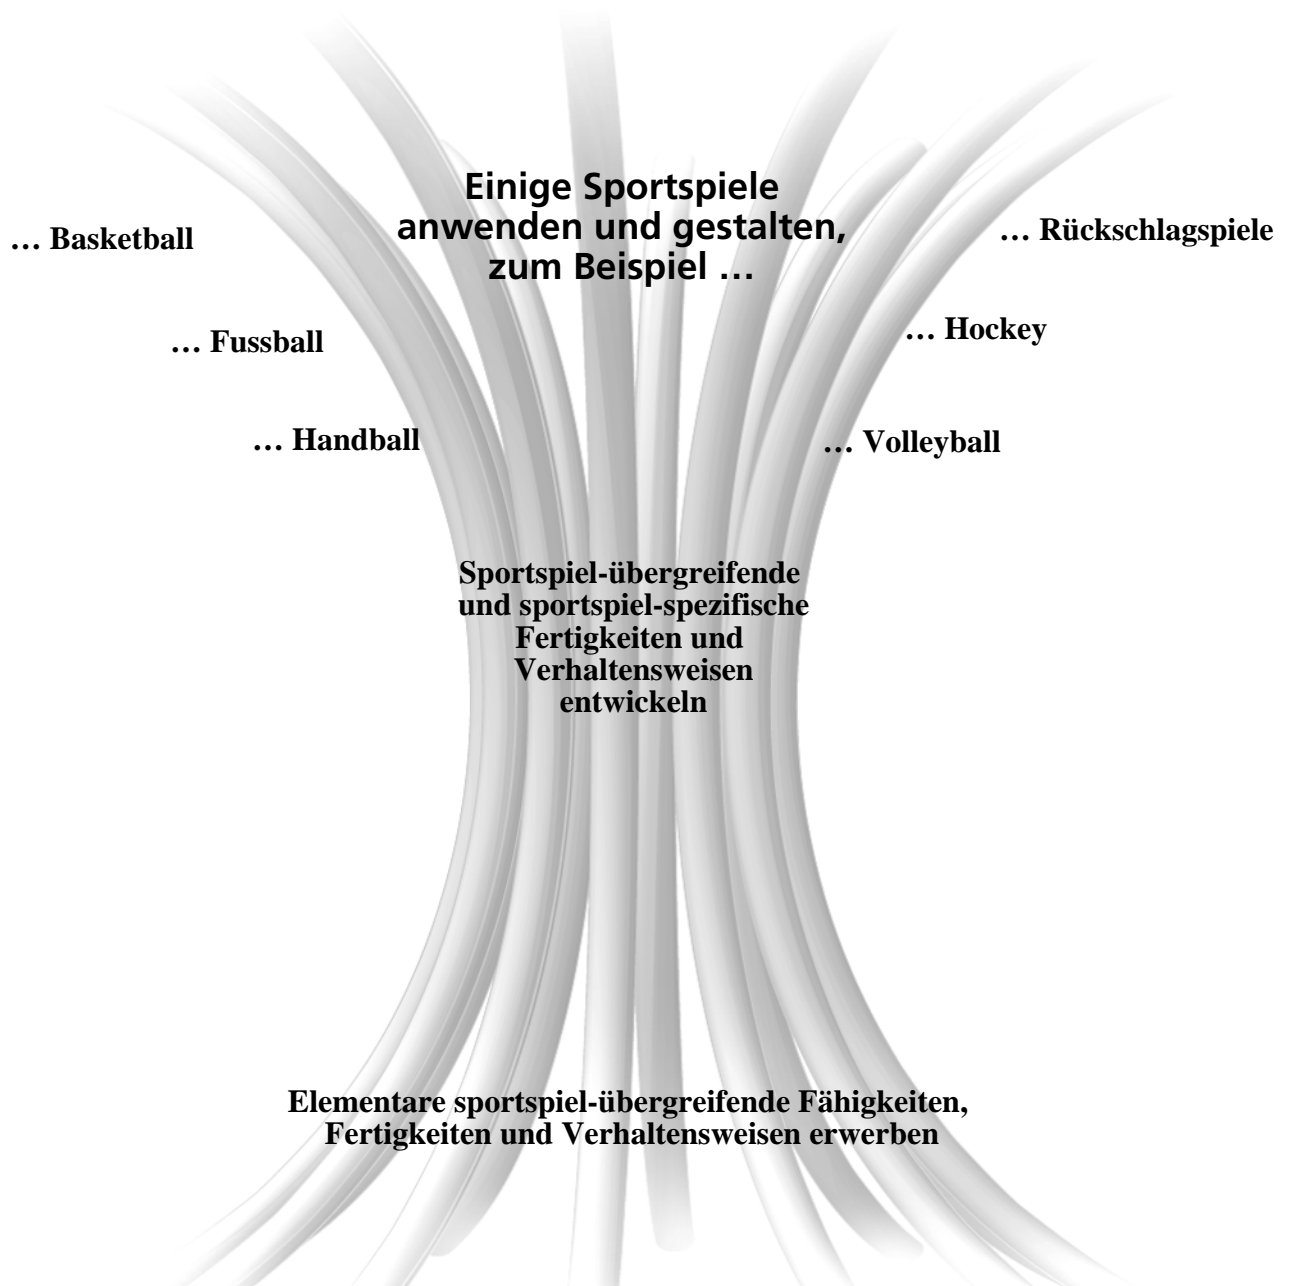 Einige Sportspiele
anwenden und gestalten,
zum Beispiel …
… Basketball
… Rückschlagspiele
… Fussball
… Hockey
… Handball
… Volleyball
Sportspiel-übergreifende
und sportspiel-spezifische
Fertigkeiten und
Verhaltensweisen
entwickeln
Elementare sportspiel-übergreifende Fähigkeiten,
Fertigkeiten und Verhaltensweisen erwerben